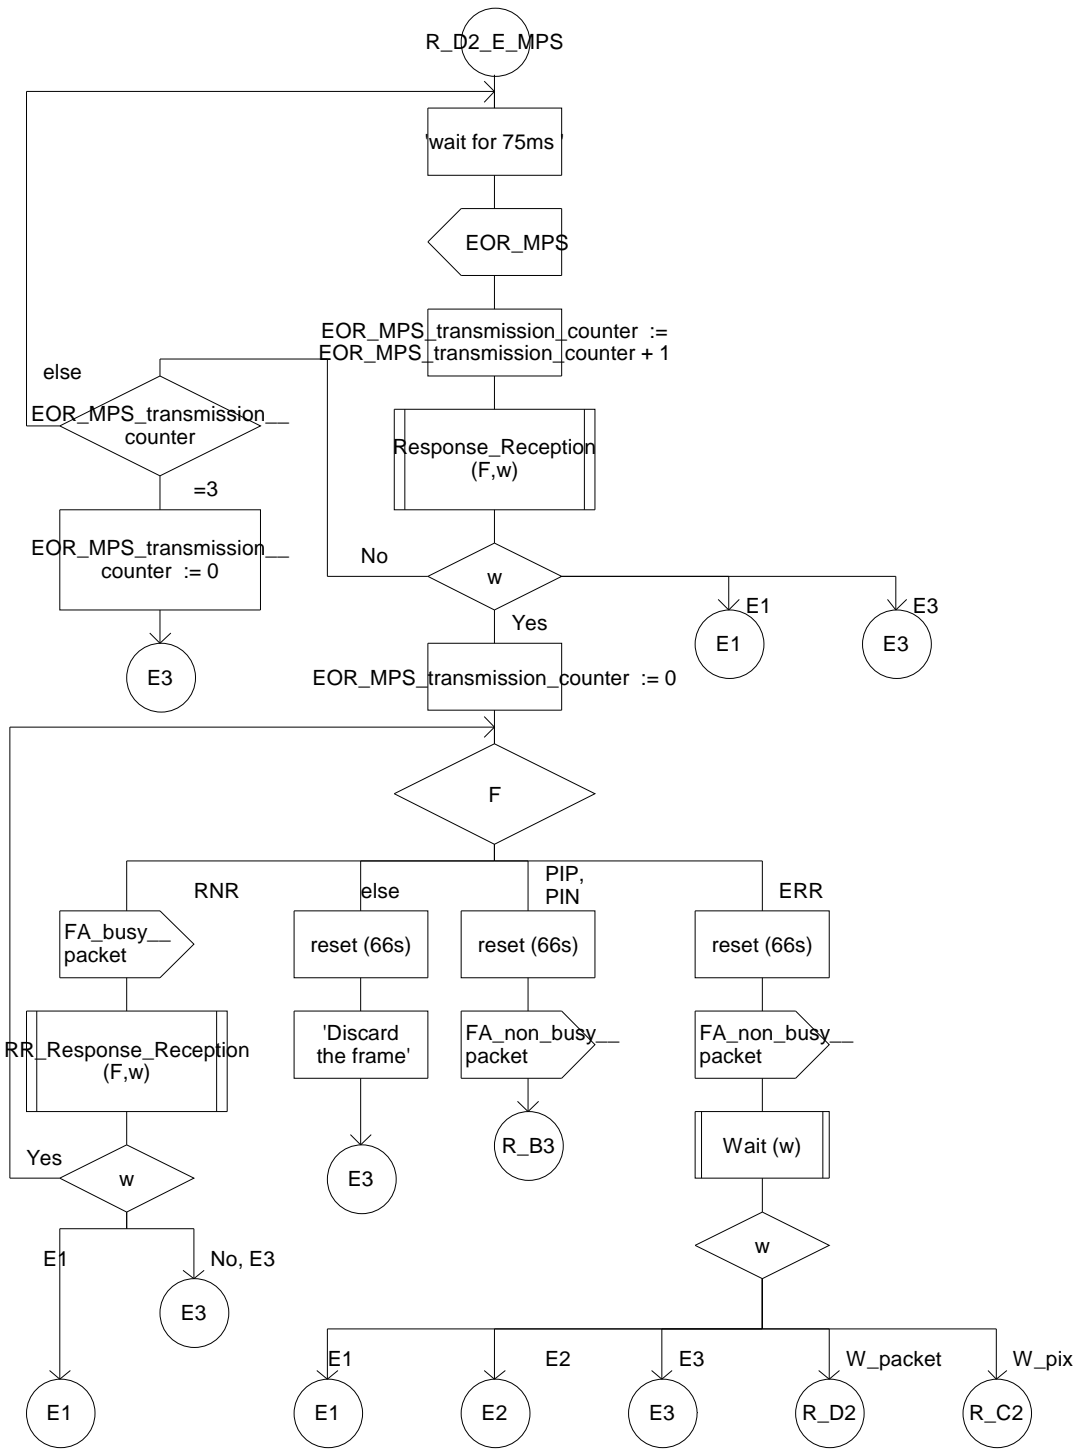 R_D2_E_MPS
'wait for 75ms '
EOR_MPS
EOR_MPS_transmission_counter :=
EOR_MPS_transmission_counter + 1
else
EOR_MPS_transmission__
counter
Response_Reception
(F,w)
=3
EOR_MPS_transmission__
counter := 0
No
w
E1
E3
Yes
E1
E3
E3
EOR_MPS_transmission_counter := 0
F
RNR
else
PIP,
PIN
ERR
FA_busy__
packet
reset (66s)
reset (66s)
reset (66s)
RR_Response_Reception
(F,w)
'Discard
the frame'
FA_non_busy__
packet
FA_non_busy__
packet
Yes
w
E3
R_B3
Wait (w)
E1
No, E3
w
E3
E1
E2
E3
W_packet
W_pix
E1
E1
E2
E3
R_D2
R_C2